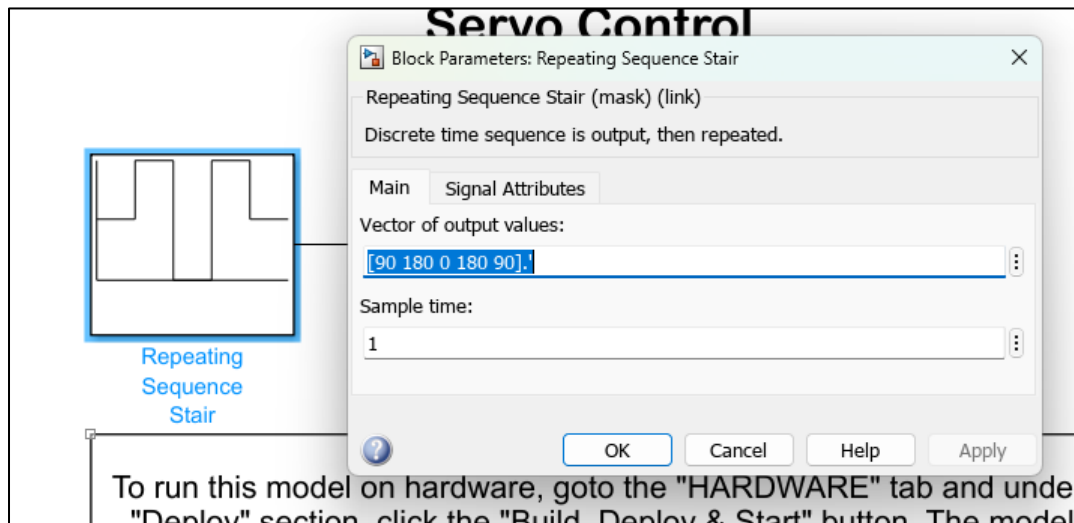 Servo Control
Block Parameters: Repeating Sequence Stair
Repeating Sequence Stair (mask) (link)
Discrete time sequence is output, then repeated.
Main Signal Attributes
Vector of output values:
[90 180 0 180 90].'
Sample time:
1
Repeating
Sequence
Stair
OK Cancel Help Apply
To run this model on hardware, goto the "HARDWARE" tab and unde
"Deploy" section, click the "Build, Deploy & Start" button. The model